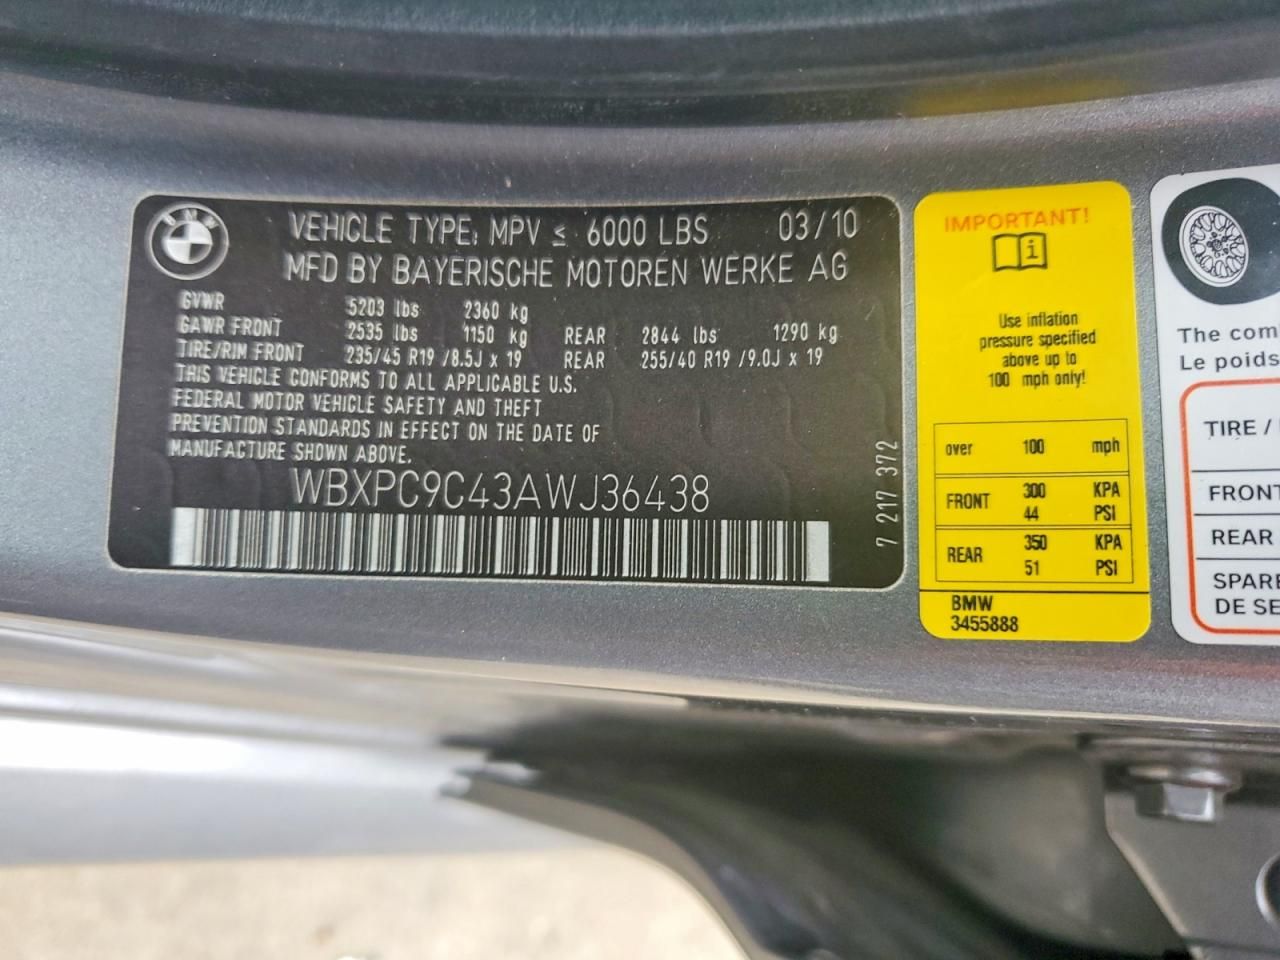 BMW
VEHICLE TYPE: MPV ≤ 6000 LBS 03/10
MFD BY BAYERISCHE MOTOREN WERKE AG
GVWR 5203 lbs 2360 kg
GAWR FRONT 2535 lbs 1150 kg REAR 2844 lbs 1290 kg
TIRE/RIM FRONT 235/45 R19 /8.5J x 19 REAR 255/40 R19 /9.0J x 19
THIS VEHICLE CONFORMS TO ALL APPLICABLE U.S.
FEDERAL MOTOR VEHICLE SAFETY AND THEFT
PREVENTION STANDARDS IN EFFECT ON THE DATE OF
MANUFACTURE SHOWN ABOVE.
WBXPC9C43AWJ36438
7 217 372
IMPORTANT!
i
Use inflation
pressure specified
above up to
100 mph only!
over 100 mph
FRONT 300 KPA
44 PSI
REAR 350 KPA
51 PSI
BMW
3455888
The com
Le poids
TIRE /
FRONT
REAR
SPARE
DE SE